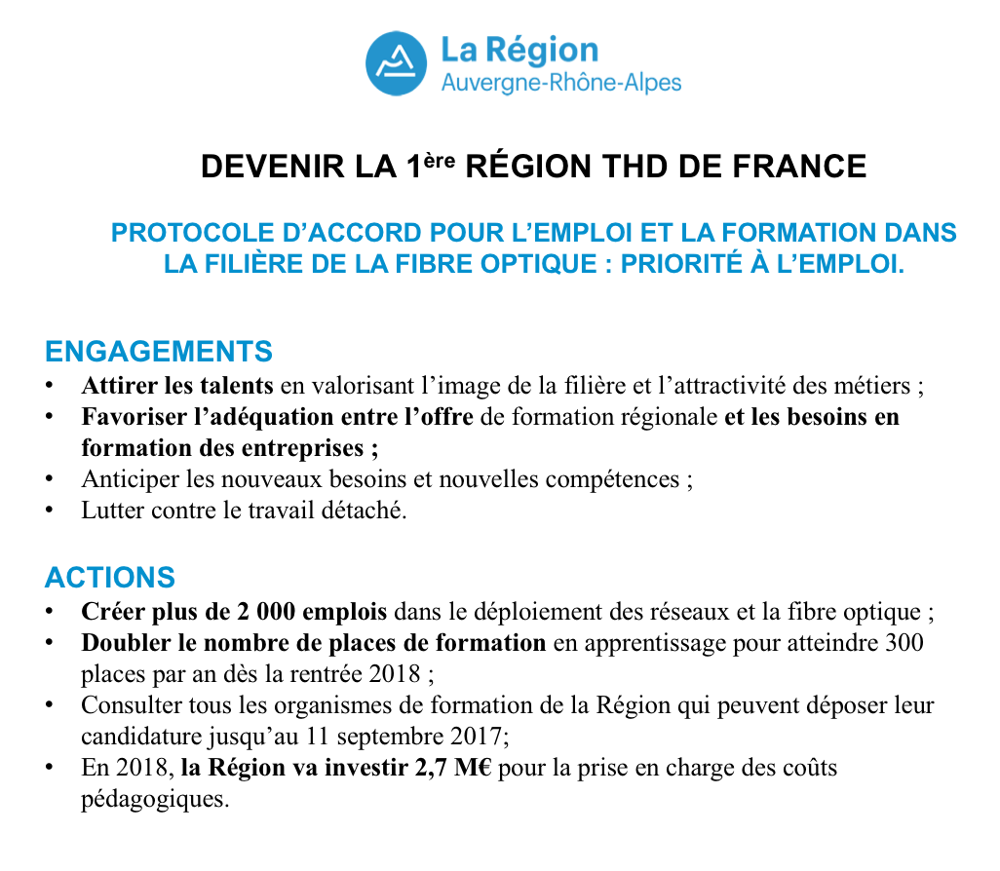 La Région
Auvergne-Rhône-Alpes
DEVENIR LA 1ère RÉGION THD DE FRANCE
PROTOCOLE D’ACCORD POUR L’EMPLOI ET LA FORMATION DANS
LA FILIÈRE DE LA FIBRE OPTIQUE : PRIORITÉ À L’EMPLOI.
ENGAGEMENTS
• Attirer les talents en valorisant l’image de la filière et l’attractivité des métiers ;
• Favoriser l’adéquation entre l’offre de formation régionale et les besoins en
formation des entreprises ;
• Anticiper les nouveaux besoins et nouvelles compétences ;
• Lutter contre le travail détaché.
ACTIONS
• Créer plus de 2 000 emplois dans le déploiement des réseaux et la fibre optique ;
• Doubler le nombre de places de formation en apprentissage pour atteindre 300
places par an dès la rentrée 2018 ;
• Consulter tous les organismes de formation de la Région qui peuvent déposer leur
candidature jusqu’au 11 septembre 2017;
• En 2018, la Région va investir 2,7 M€ pour la prise en charge des coûts
pédagogiques.